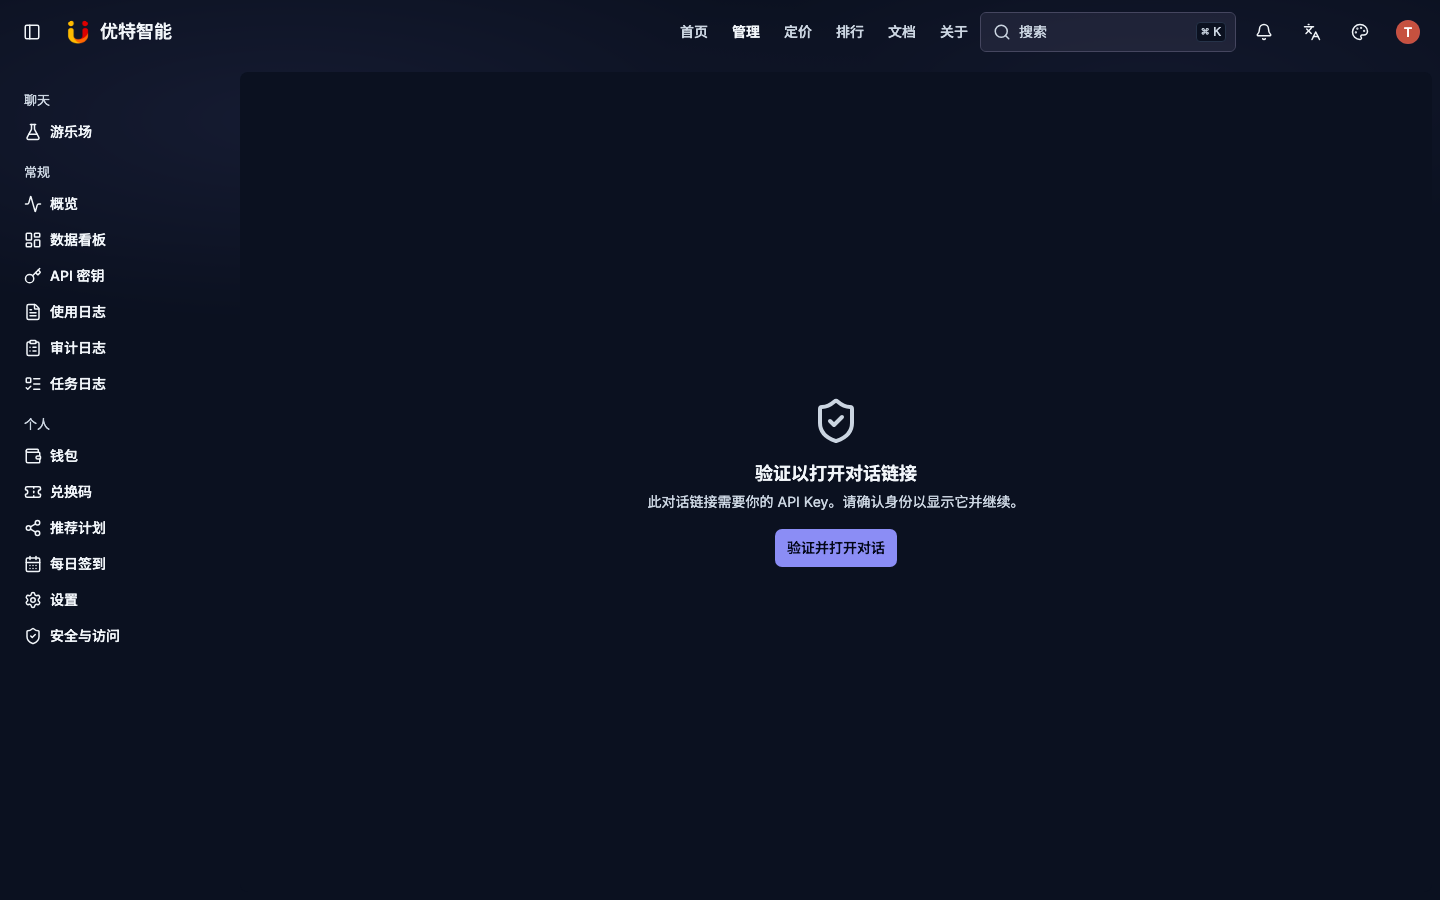 优特智能
首页
管理
定价
排行
文档
关于
搜索
⌘ K
T
聊天
游乐场
常规
概览
数据看板
API 密钥
使用日志
审计日志
任务日志
个人
钱包
兑换码
推荐计划
每日签到
设置
安全与访问
验证以打开对话链接
此对话链接需要你的 API Key。请确认身份以显示它并继续。
验证并打开对话